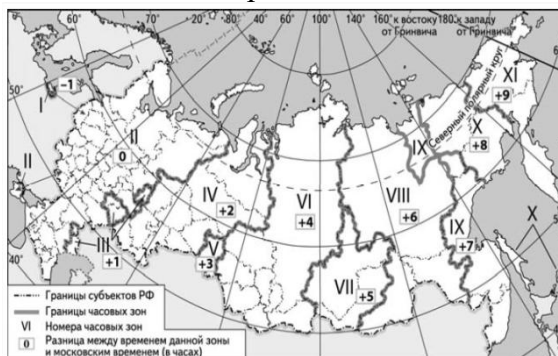 60°
70°
80°
40°
60°
80°
100°
120°
140°
160° к востоку
от Гринвича
180° к западу
от Гринвича
Северный полярный круг
50°
40°
-1
I
II
II
0
III
+1
IV
+2
V
+3
VI
+4
VII
+5
VIII
+6
IX
IX
+7
X
+8
XI
+9
X
Границы субъектов РФ
Границы часовых зон
VI Номера часовых зон
0 Разница между временем данной зоны
и московским временем (в часах)